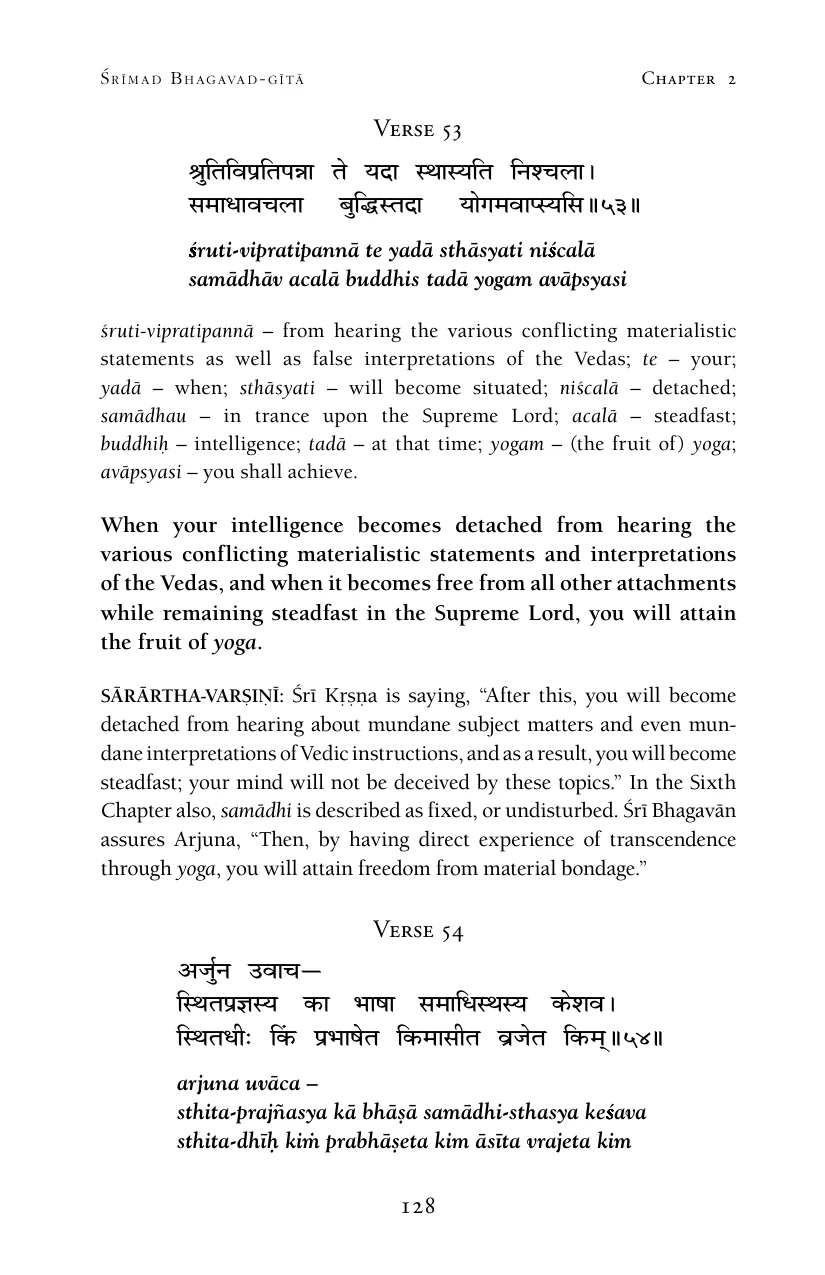 Śrīmad Bhagavad-gītā Chapter 2
Verse 53
श्रुतिविप्रतिपन्ना ते यदा स्थास्यति निश्चला।
समाधावचला बुद्धिस्तदा योगमवाप्स्यसि॥५३॥
śruti-vipratipannā te yadā sthāsyati niścalā
samādhāv acalā buddhis tadā yogam avāpsyasi
śruti-vipratipannā – from hearing the various conflicting materialistic
statements as well as false interpretations of the Vedas; te – your;
yadā – when; sthāsyati – will become situated; niścalā – detached;
samādhau – in trance upon the Supreme Lord; acalā – steadfast;
buddhiḥ – intelligence; tadā – at that time; yogam – (the fruit of) yoga;
avāpsyasi – you shall achieve.
When your intelligence becomes detached from hearing the
various conflicting materialistic statements and interpretations
of the Vedas, and when it becomes free from all other attachments
while remaining steadfast in the Supreme Lord, you will attain
the fruit of yoga.
SĀRĀRTHA-VARṢIṆĪ: Śrī Kṛṣṇa is saying, “After this, you will become
detached from hearing about mundane subject matters and even mun-
dane interpretations of Vedic instructions, and as a result, you will become
steadfast; your mind will not be deceived by these topics.” In the Sixth
Chapter also, samādhi is described as fixed, or undisturbed. Śrī Bhagavān
assures Arjuna, “Then, by having direct experience of transcendence
through yoga, you will attain freedom from material bondage.”
Verse 54
अर्जुन उवाच—
स्थितप्रज्ञस्य का भाषा समाधिस्थस्य केशव।
स्थितधीः किं प्रभाषेत किमासीत व्रजेत किम्॥५४॥
arjuna uvāca –
sthita-prajñasya kā bhāṣā samādhi-sthasya keśava
sthita-dhīḥ kiṁ prabhāṣeta kim āsīta vrajeta kim
128